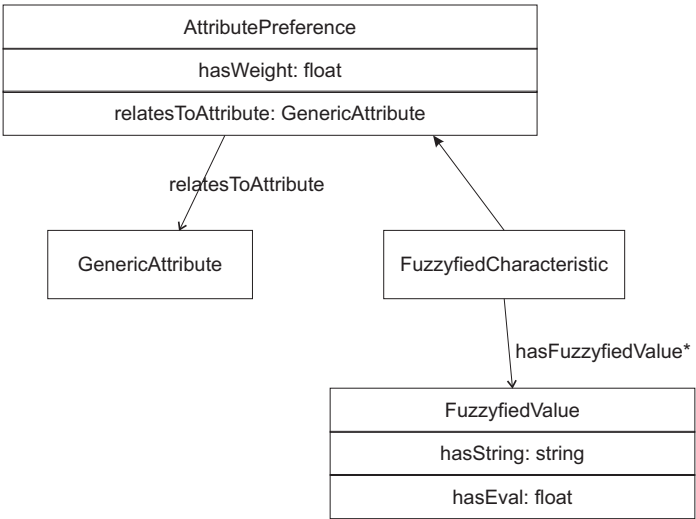 AttributePreference
hasWeight: float
relatesToAttribute: GenericAttribute
relatesToAttribute
GenericAttribute
FuzzyfiedCharacteristic
hasFuzzyfiedValue*
FuzzyfiedValue
hasString: string
hasEval: float